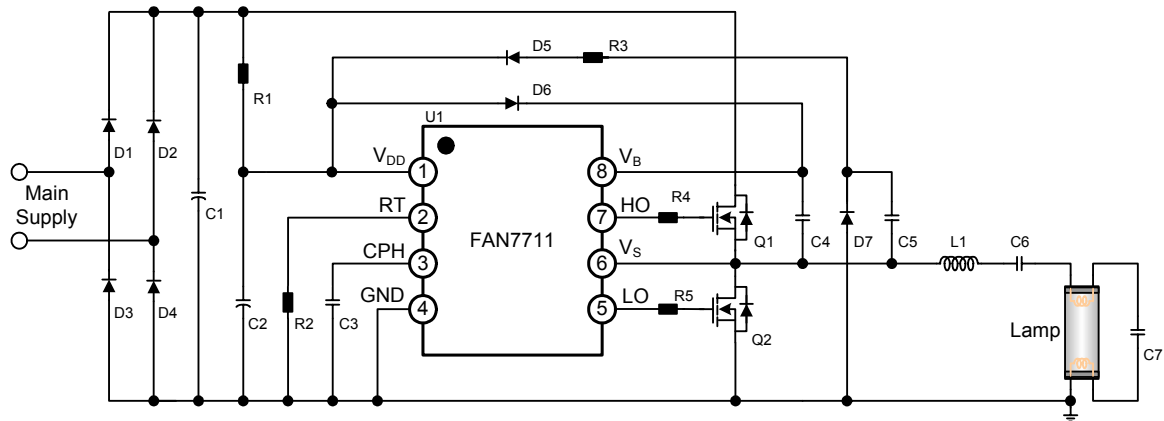 D5
R3
D6
R1
U1
D1
D2
V_DD
1
8
V_B
Main
Supply
C1
RT
2
FAN7711
7
HO
R4
Q1
C4
D7
C5
CPH
3
6
V_S
L1
C6
D3
D4
C2
R2
C3
GND
4
5
LO
R5
Q2
Lamp
C7